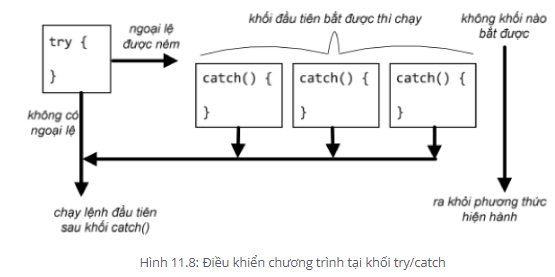 try {
}
ngoại lệ
được ném
khối đầu tiên bắt được thì chạy
catch() {
}
catch() {
}
catch() {
}
không khối nào
bắt được
không có
ngoại lệ
chạy lệnh đầu tiên
sau khối catch()
ra khỏi phương thức
hiện hành
Hình 11.8: Điều khiển chương trình tại khối try/catch